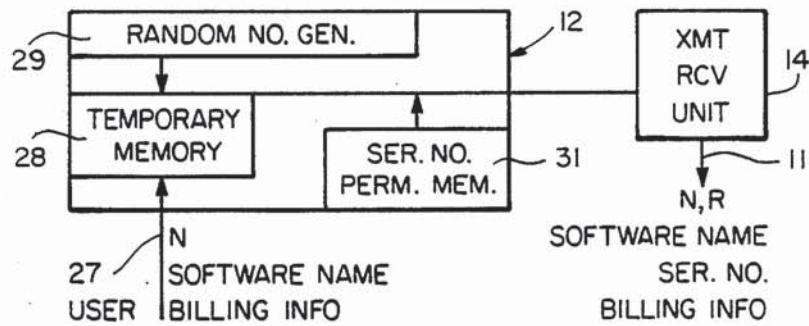 RANDOM NO. GEN.
29
12
XMT
RCV
UNIT
14
TEMPORARY
MEMORY
28
SER. NO.
PERM. MEM.
31
11
N
27
SOFTWARE NAME
USER BILLING INFO
N,R
SOFTWARE NAME
SER. NO.
BILLING INFO